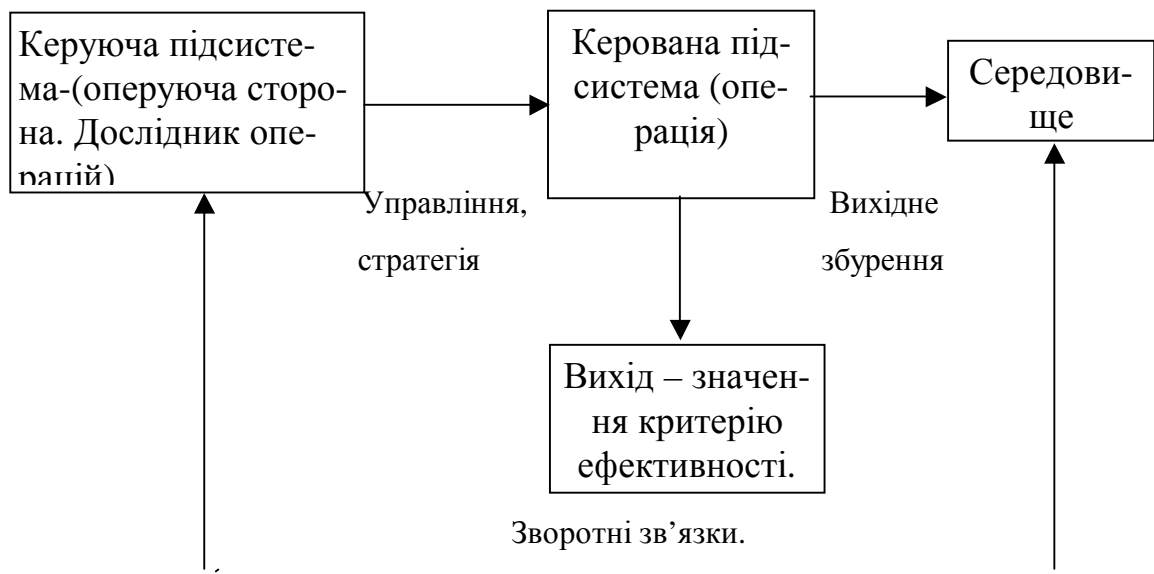 Керуюча підсисте-
ма-(оперуюча сторо-
на. Дослідник опе-
рацій)
Керована під-
система (опе-
рація)
Середови-
ще
Управління,
стратегія
Вихідне
збурення
Вихід – значен-
ня критерію
ефективності.
Зворотні зв’язки.